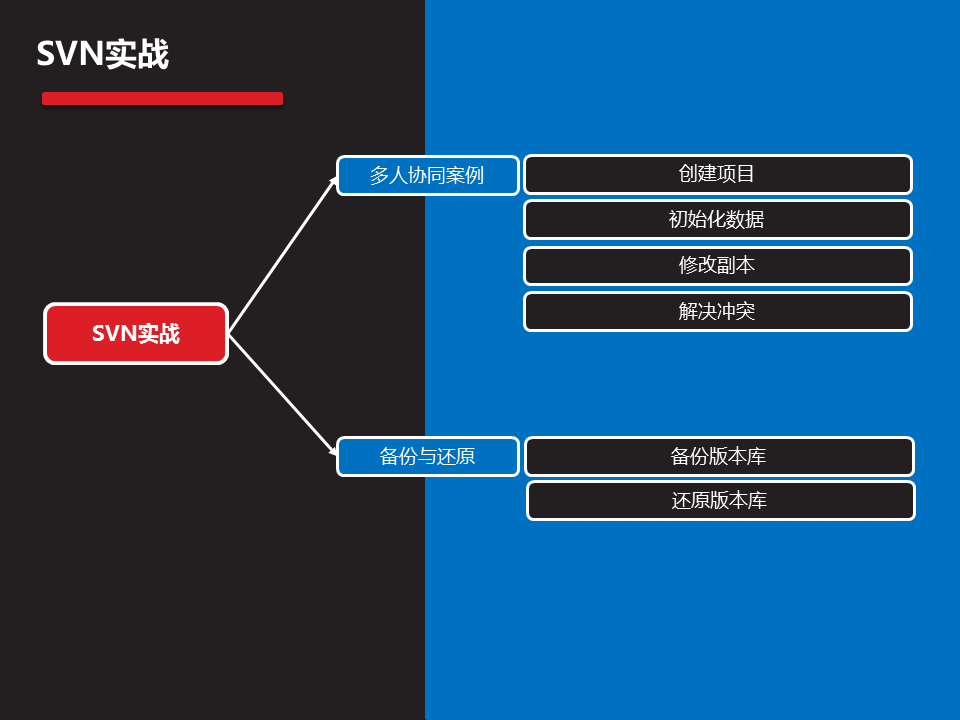 SVN实战
多人协同案例
创建项目
初始化数据
修改副本
解决冲突
SVN实战
备份与还原
备份版本库
还原版本库